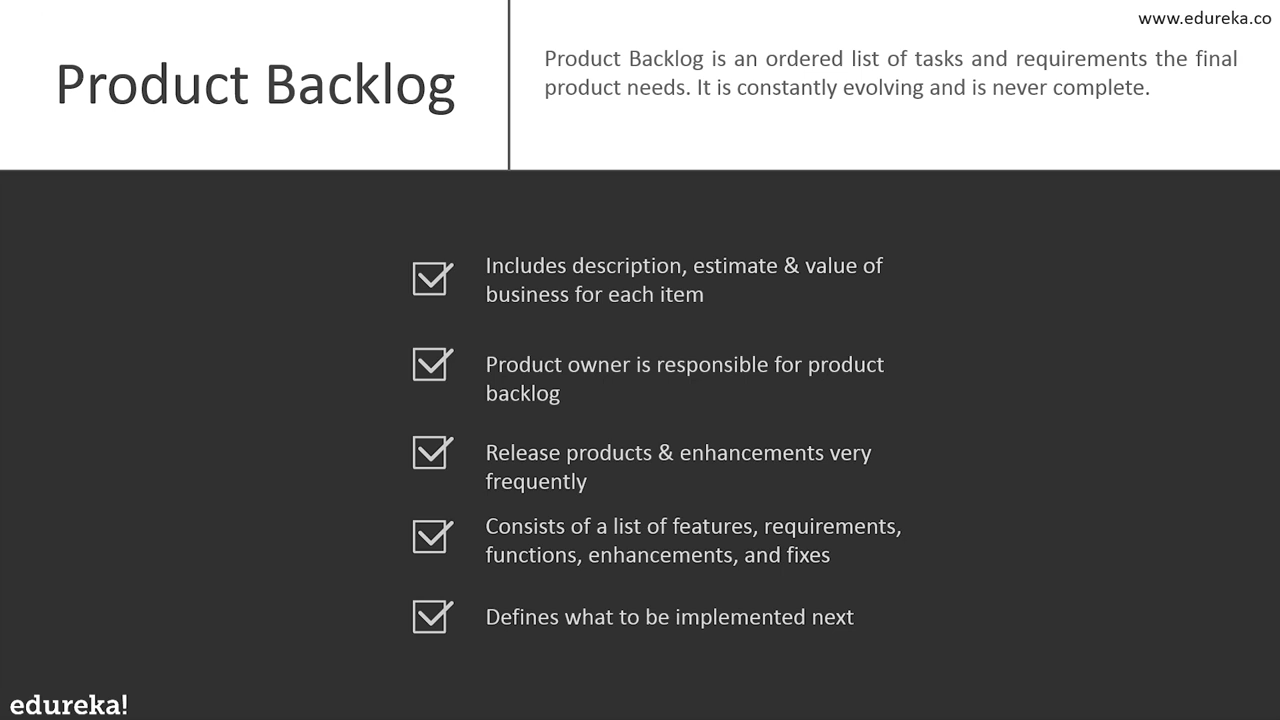 www.edureka.co
Product Backlog
Product Backlog is an ordered list of tasks and requirements the final
product needs. It is constantly evolving and is never complete.
Includes description, estimate & value of
business for each item
Product owner is responsible for product
backlog
Release products & enhancements very
frequently
Consists of a list of features, requirements,
functions, enhancements, and fixes
Defines what to be implemented next
edureka!